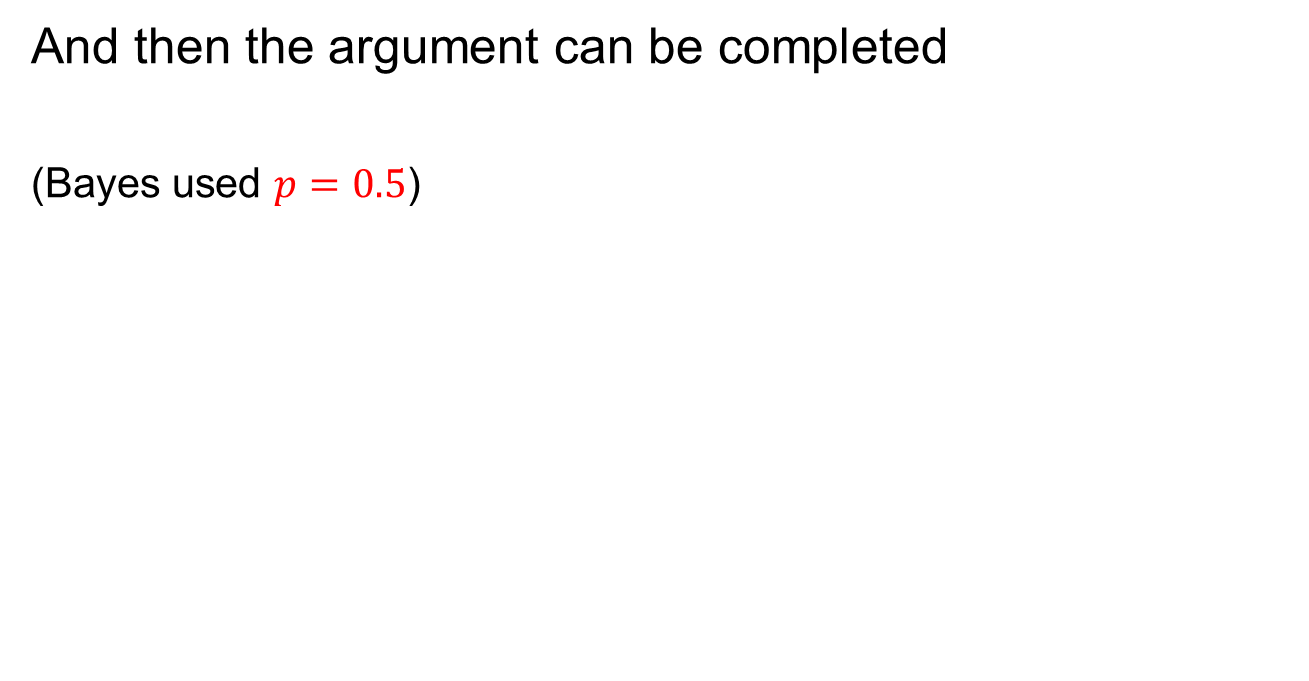 And then the argument can be completed
(Bayes used p = 0.5)